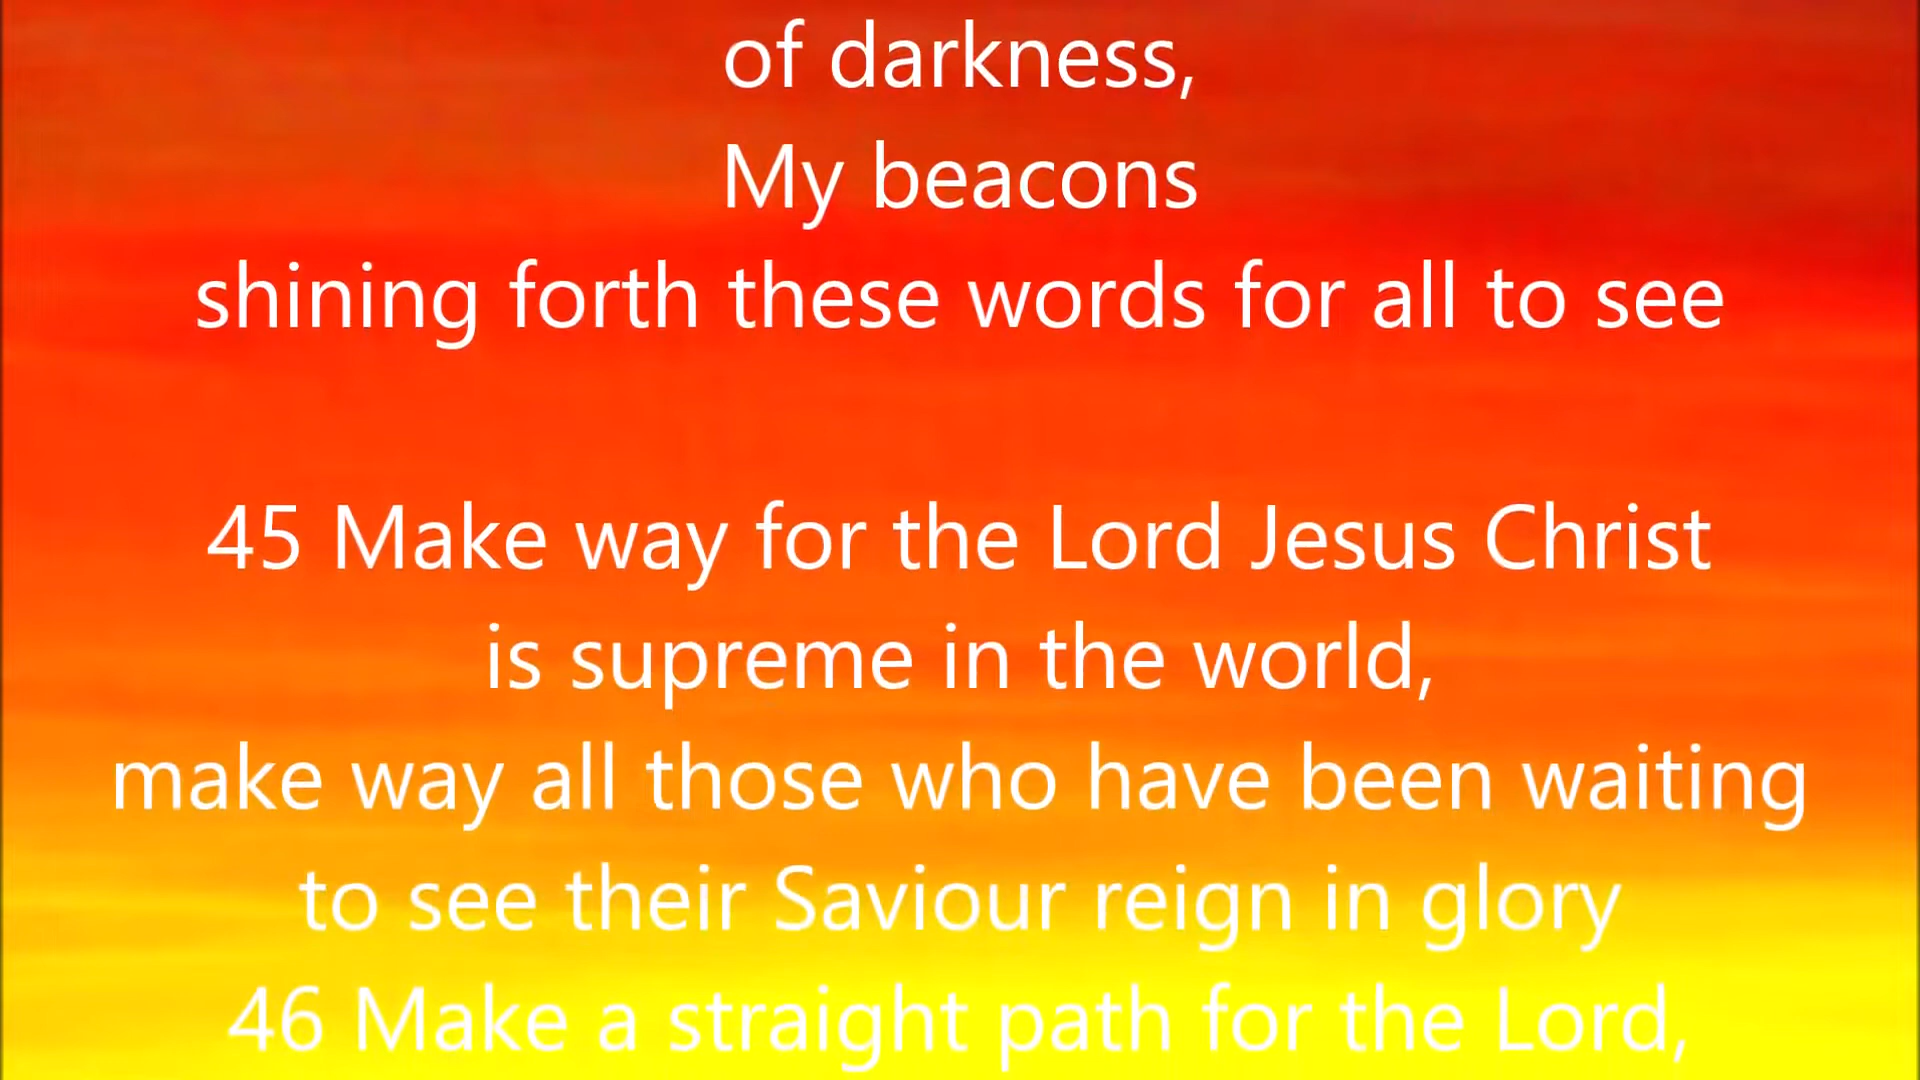 of darkness,
My beacons
shining forth these words for all to see
45 Make way for the Lord Jesus Christ
is supreme in the world,
make way all those who have been waiting
to see their Saviour reign in glory
46 Make a straight path for the Lord,